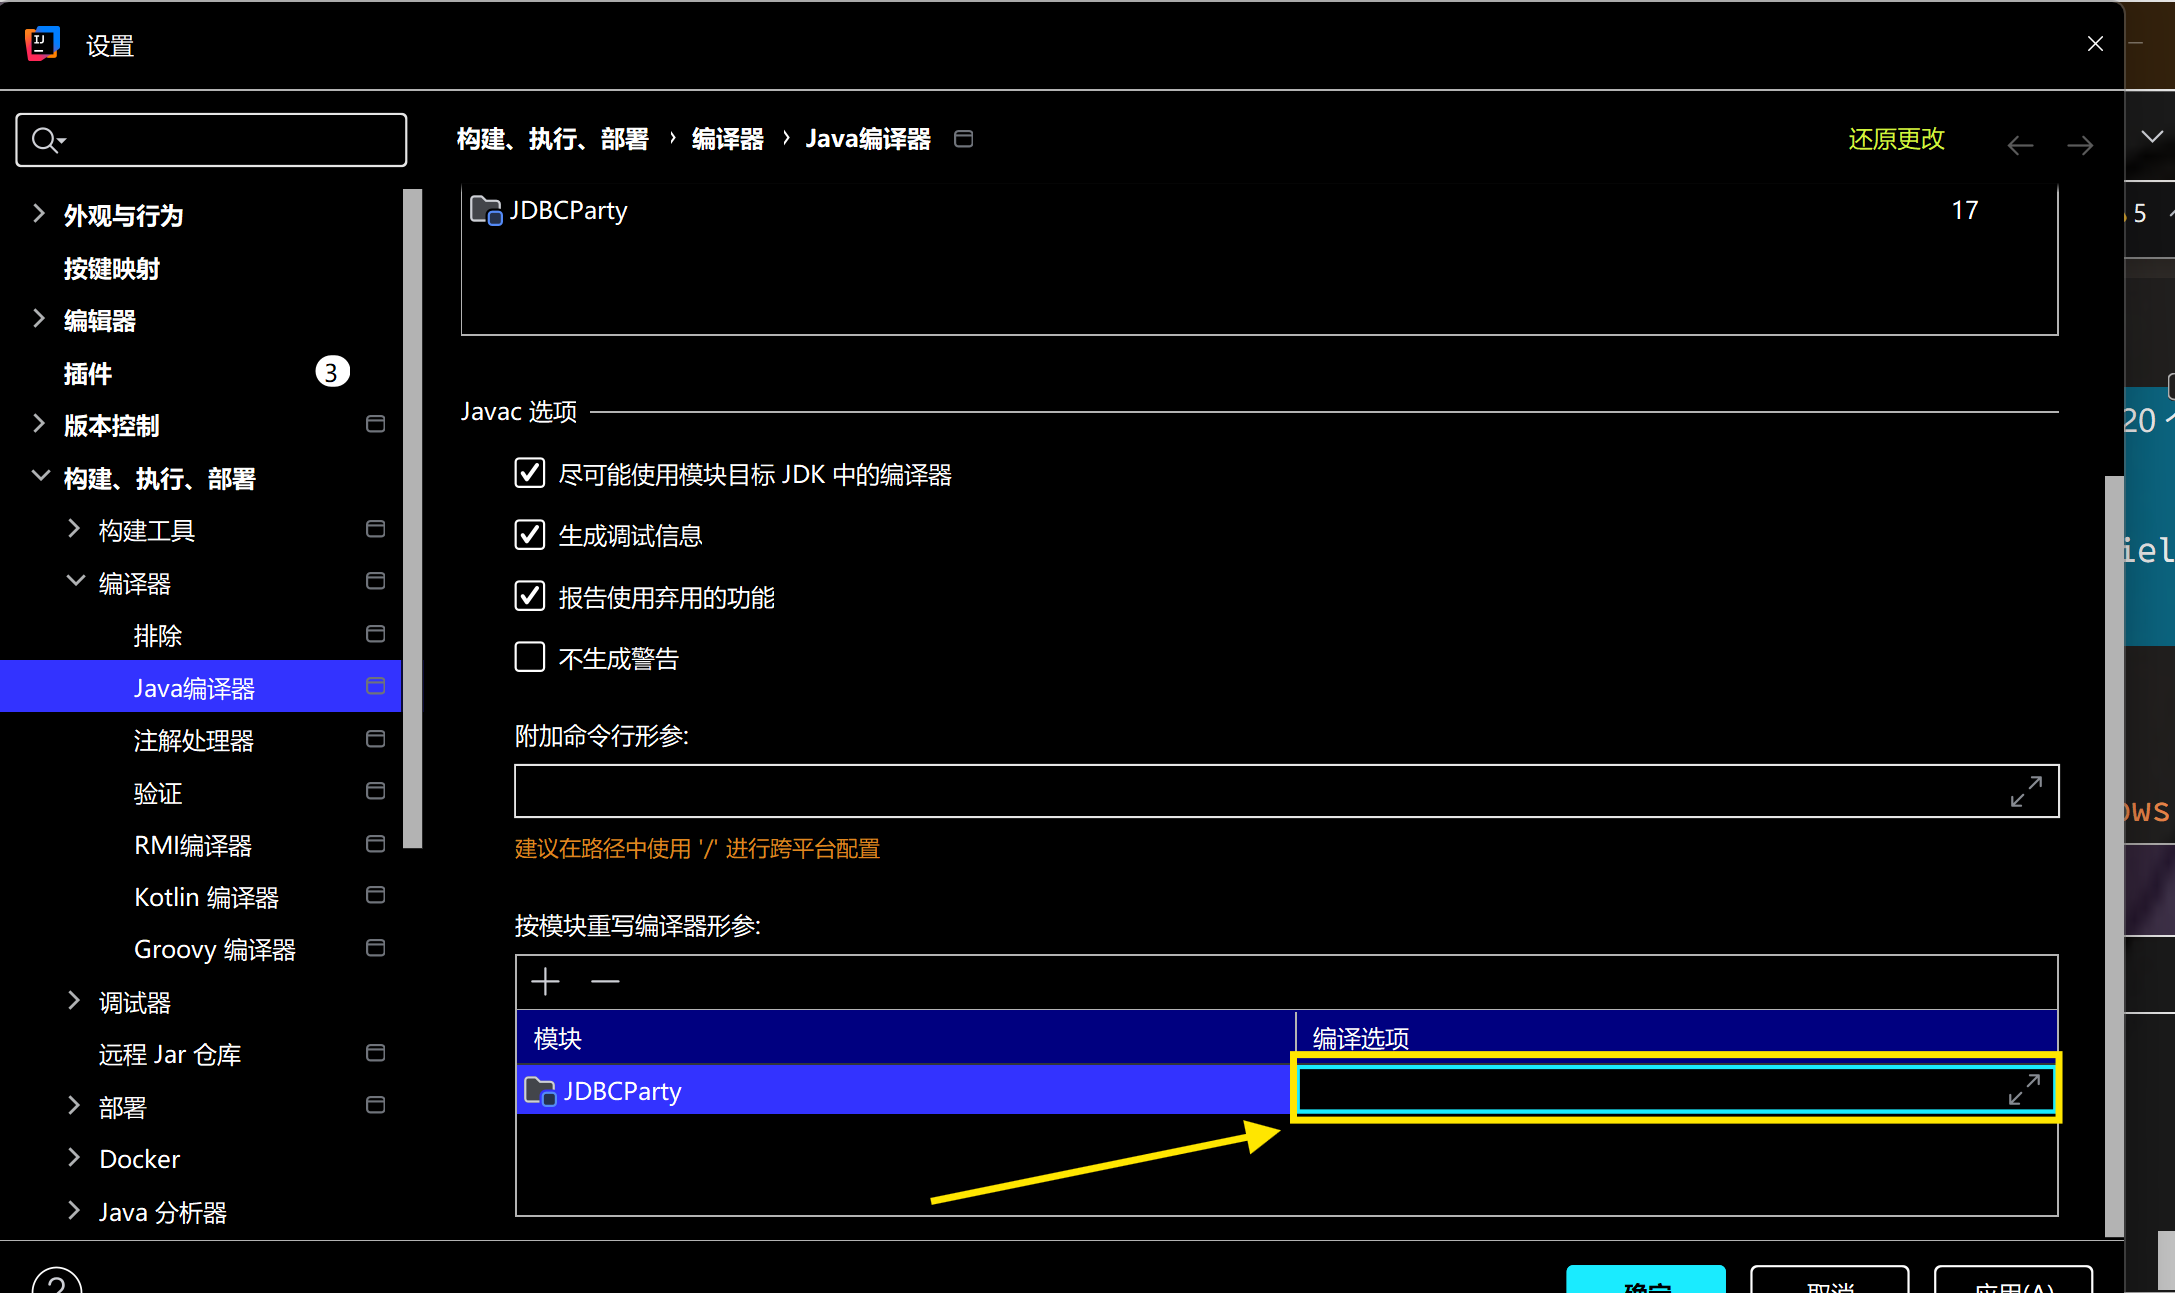 设置
构建、执行、部署 › 编译器 › Java编译器
还原更改
外观与行为
按键映射
编辑器
插件 3
版本控制
构建、执行、部署
构建工具
编译器
排除
Java编译器
注解处理器
验证
RMI编译器
Kotlin 编译器
Groovy 编译器
调试器
远程 Jar 仓库
部署
Docker
Java 分析器
JDBCParty 17
Javac 选项
尽可能使用模块目标 JDK 中的编译器
生成调试信息
报告使用弃用的功能
不生成警告
附加命令行形参:
建议在路径中使用 '/' 进行跨平台配置
按模块重写编译器形参:
模块 编译选项
JDBCParty
确定 取消 应用(A)
5
20
iel
ows